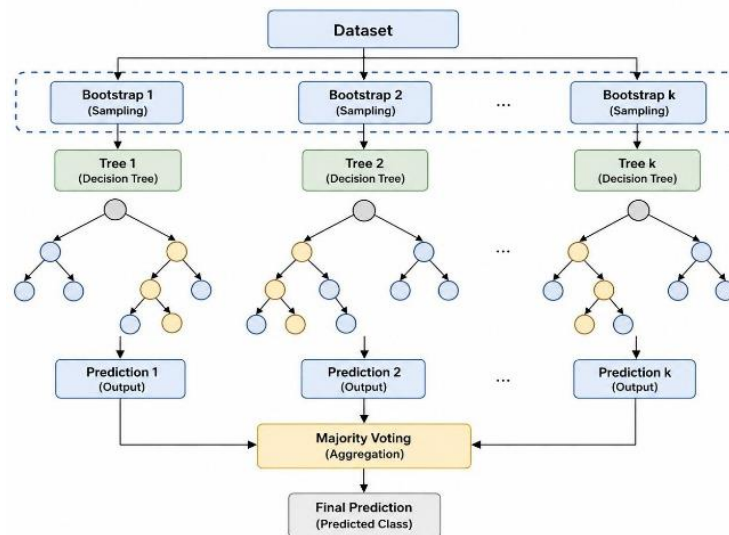 Dataset
Bootstrap 1
(Sampling)
Bootstrap 2
(Sampling)
...
Bootstrap k
(Sampling)
Tree 1
(Decision Tree)
Tree 2
(Decision Tree)
Tree k
(Decision Tree)
...
Prediction 1
(Output)
Prediction 2
(Output)
...
Prediction k
(Output)
Majority Voting
(Aggregation)
Final Prediction
(Predicted Class)